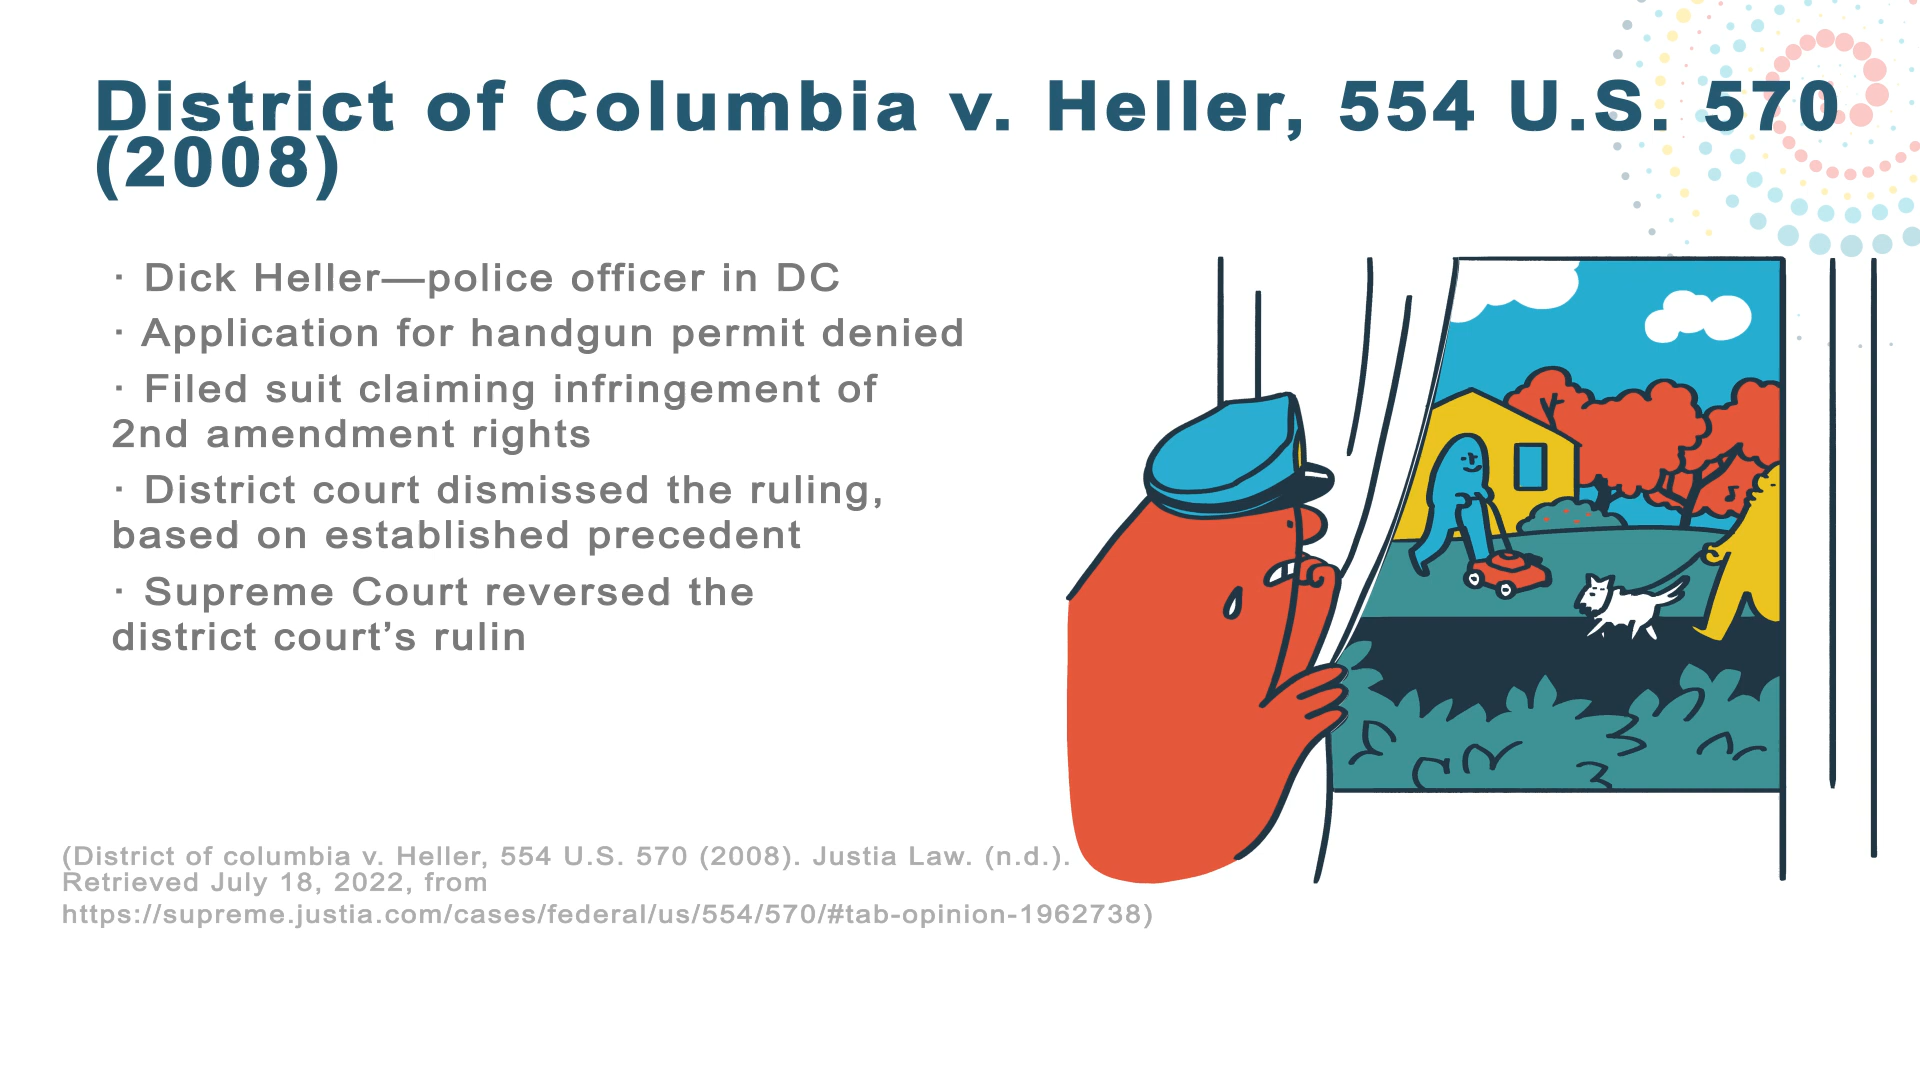 District of Columbia v. Heller, 554 U.S. 570
(2008)
· Dick Heller—police officer in DC
· Application for handgun permit denied
· Filed suit claiming infringement of
2nd amendment rights
· District court dismissed the ruling,
based on established precedent
· Supreme Court reversed the
district court’s rulin
(District of columbia v. Heller, 554 U.S. 570 (2008). Justia Law. (n.d.).
Retrieved July 18, 2022, from
https://supreme.justia.com/cases/federal/us/554/570/#tab-opinion-1962738)